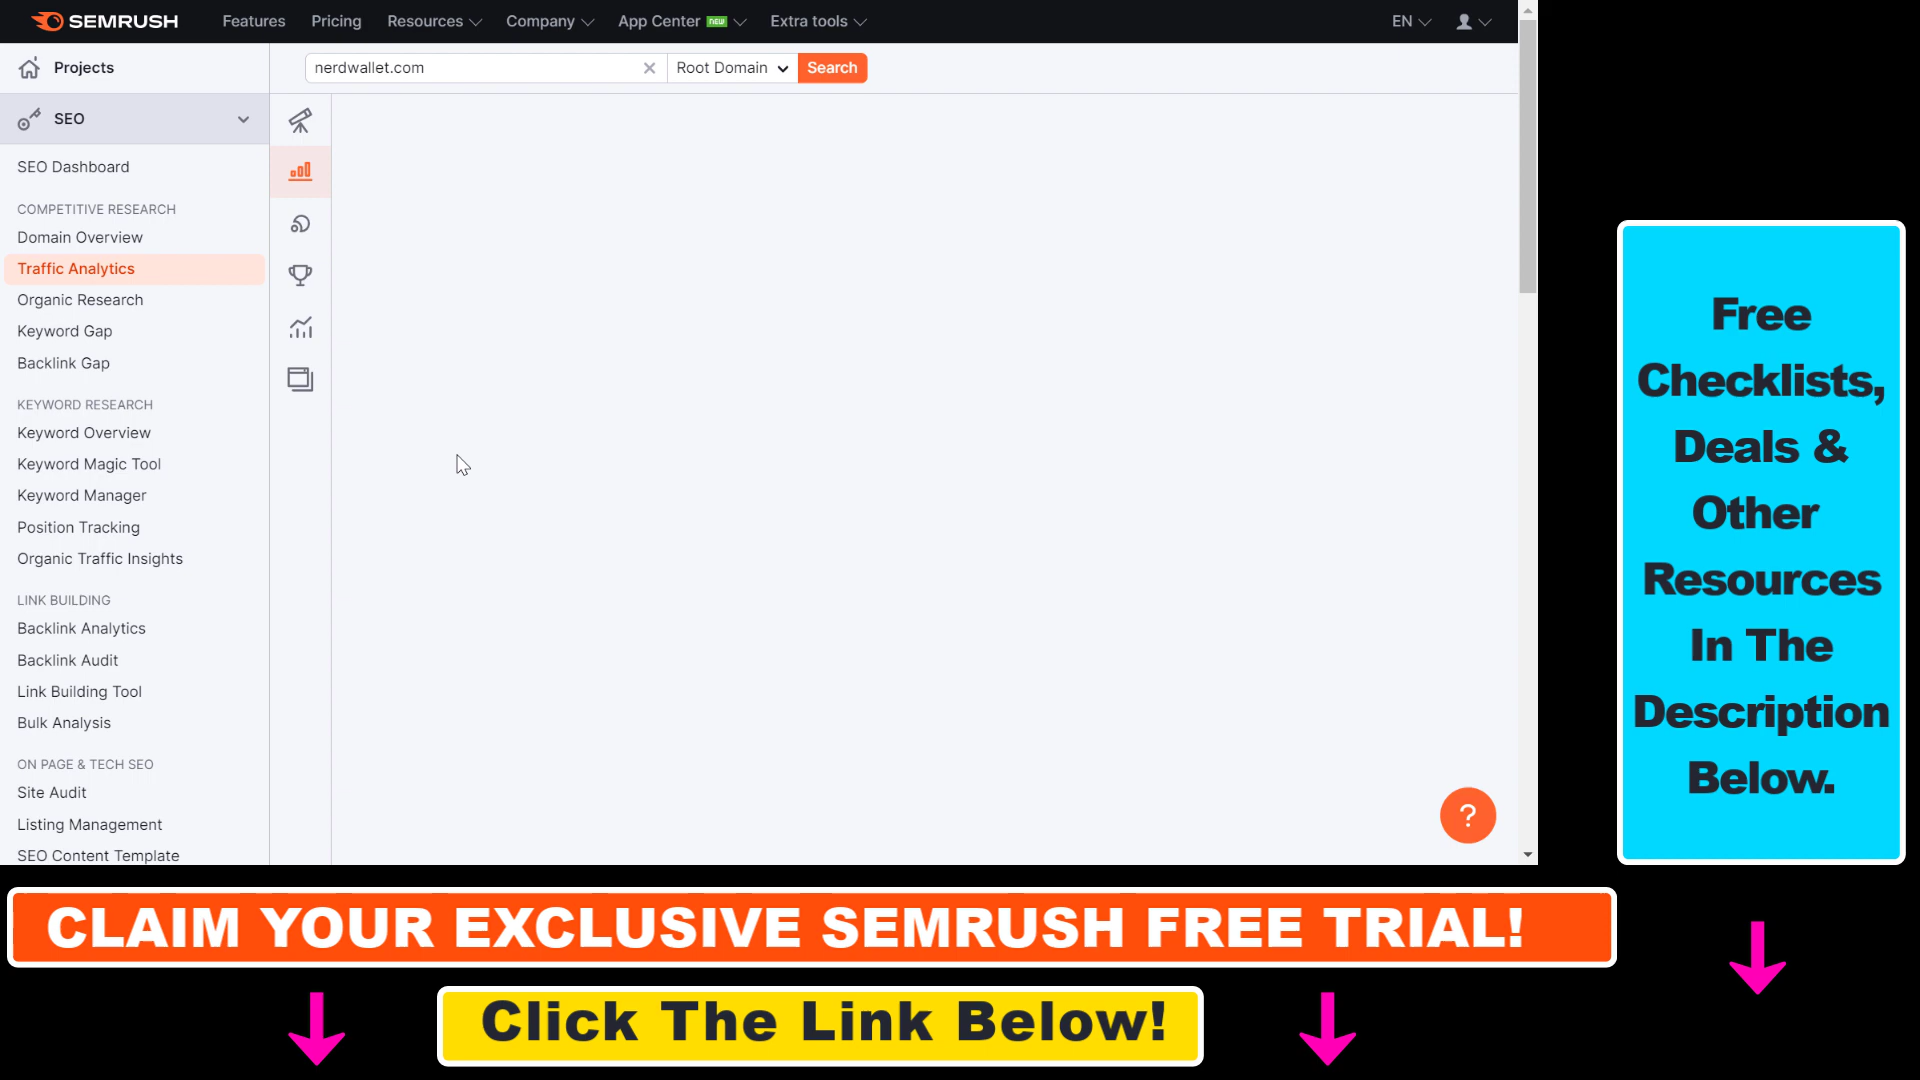 SEMRUSH
Features
Pricing
Resources
Company
App Center NEW
Extra tools
EN
Projects
nerdwallet.com
Root Domain
Search
SEO
SEO Dashboard
COMPETITIVE RESEARCH
Domain Overview
Traffic Analytics
Organic Research
Keyword Gap
Backlink Gap
KEYWORD RESEARCH
Keyword Overview
Keyword Magic Tool
Keyword Manager
Position Tracking
Organic Traffic Insights
LINK BUILDING
Backlink Analytics
Backlink Audit
Link Building Tool
Bulk Analysis
ON PAGE & TECH SEO
Site Audit
Listing Management
SEO Content Template
?
Free
Checklists,
Deals &
Other
Resources
In The
Description
Below.
CLAIM YOUR EXCLUSIVE SEMRUSH FREE TRIAL!
Click The Link Below!